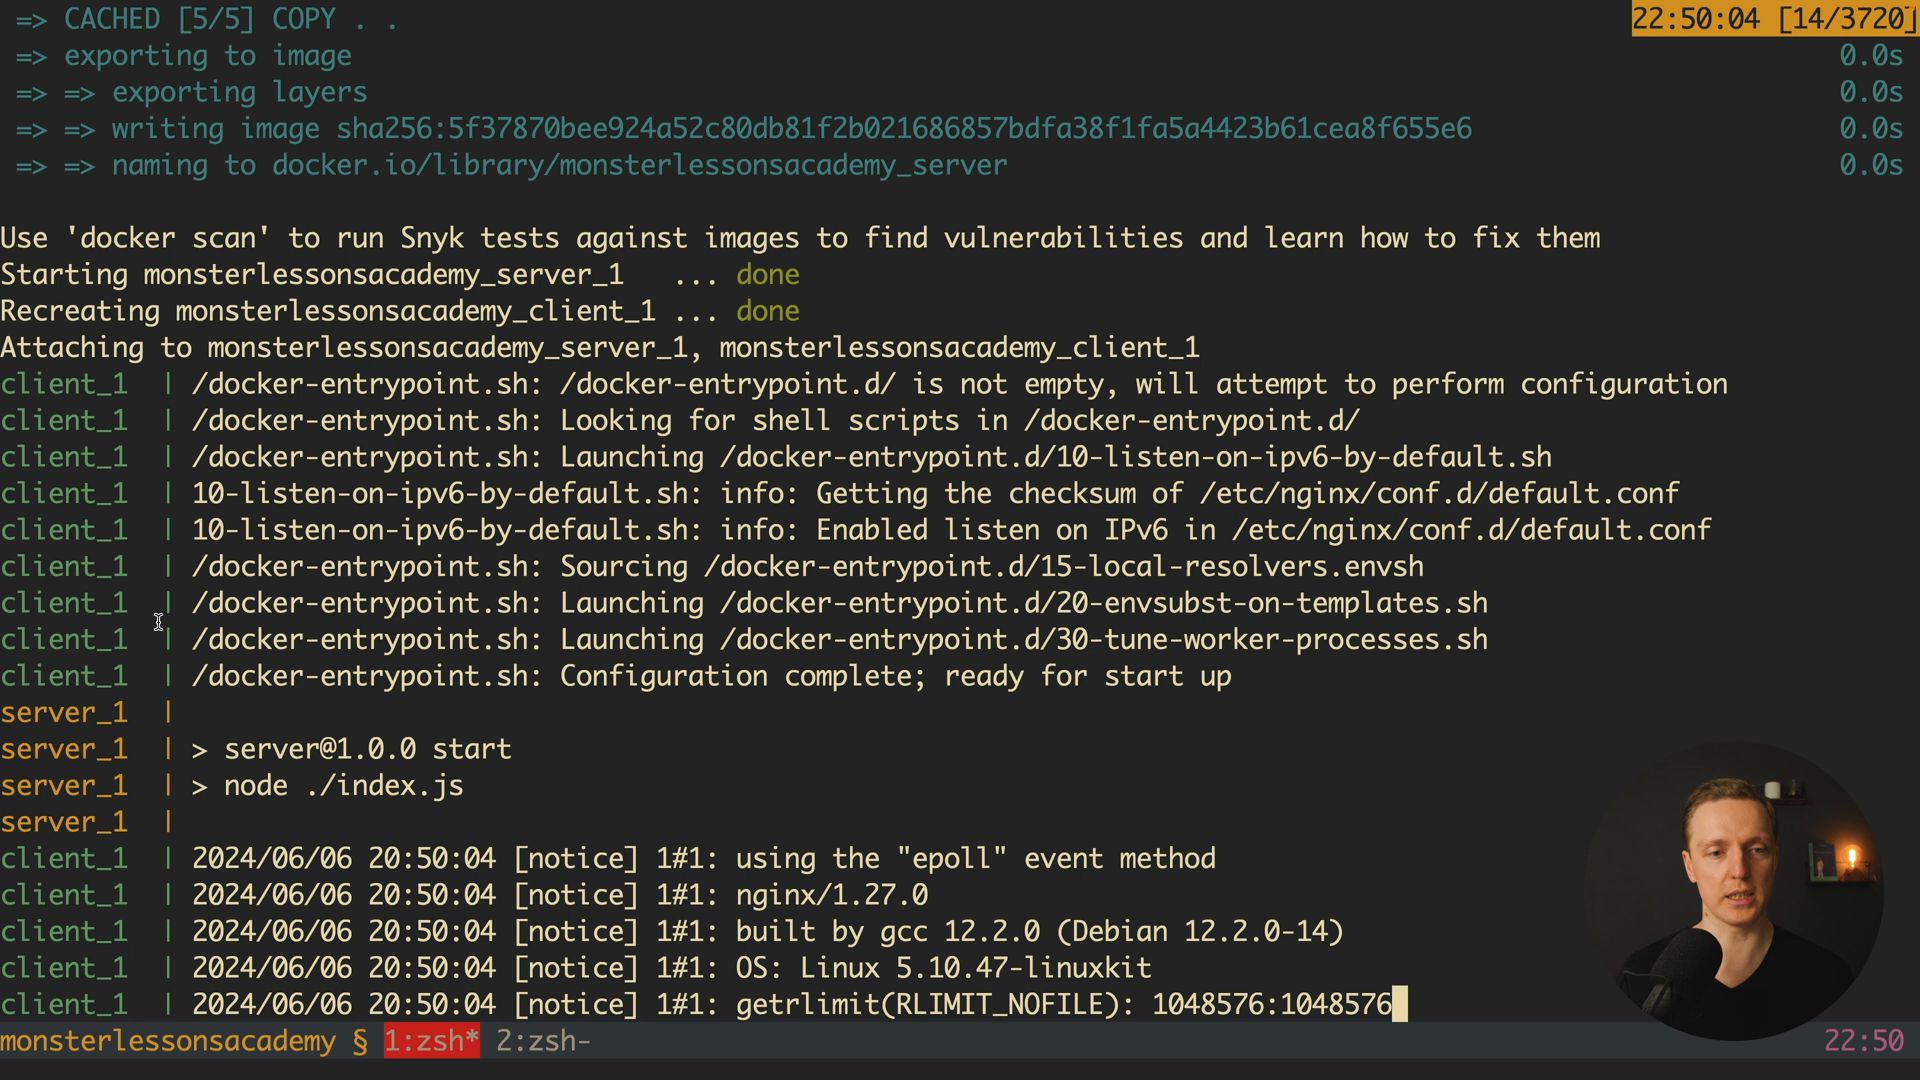 => CACHED [5/5] COPY . .
22:50:04 [14/3720]
=> exporting to image 0.0s
=> => exporting layers 0.0s
=> => writing image sha256:5f37870bee924a52c80db81f2b021686857bdfa38f1fa5a4423b61cea8f655e6 0.0s
=> => naming to docker.io/library/monsterlessonsacademy_server 0.0s
Use 'docker scan' to run Snyk tests against images to find vulnerabilities and learn how to fix them
Starting monsterlessonsacademy_server_1 ... done
Recreating monsterlessonsacademy_client_1 ... done
Attaching to monsterlessonsacademy_server_1, monsterlessonsacademy_client_1
client_1 | /docker-entrypoint.sh: /docker-entrypoint.d/ is not empty, will attempt to perform configuration
client_1 | /docker-entrypoint.sh: Looking for shell scripts in /docker-entrypoint.d/
client_1 | /docker-entrypoint.sh: Launching /docker-entrypoint.d/10-listen-on-ipv6-by-default.sh
client_1 | 10-listen-on-ipv6-by-default.sh: info: Getting the checksum of /etc/nginx/conf.d/default.conf
client_1 | 10-listen-on-ipv6-by-default.sh: info: Enabled listen on IPv6 in /etc/nginx/conf.d/default.conf
client_1 | /docker-entrypoint.sh: Sourcing /docker-entrypoint.d/15-local-resolvers.envsh
client_1 | /docker-entrypoint.sh: Launching /docker-entrypoint.d/20-envsubst-on-templates.sh
client_1 | /docker-entrypoint.sh: Launching /docker-entrypoint.d/30-tune-worker-processes.sh
client_1 | /docker-entrypoint.sh: Configuration complete; ready for start up
server_1 |
server_1 | > server@1.0.0 start
server_1 | > node ./index.js
server_1 |
client_1 | 2024/06/06 20:50:04 [notice] 1#1: using the "epoll" event method
client_1 | 2024/06/06 20:50:04 [notice] 1#1: nginx/1.27.0
client_1 | 2024/06/06 20:50:04 [notice] 1#1: built by gcc 12.2.0 (Debian 12.2.0-14)
client_1 | 2024/06/06 20:50:04 [notice] 1#1: OS: Linux 5.10.47-linuxkit
client_1 | 2024/06/06 20:50:04 [notice] 1#1: getrlimit(RLIMIT_NOFILE): 1048576:1048576
monsterlessonsacademy § 1:zsh* 2:zsh- 22:50